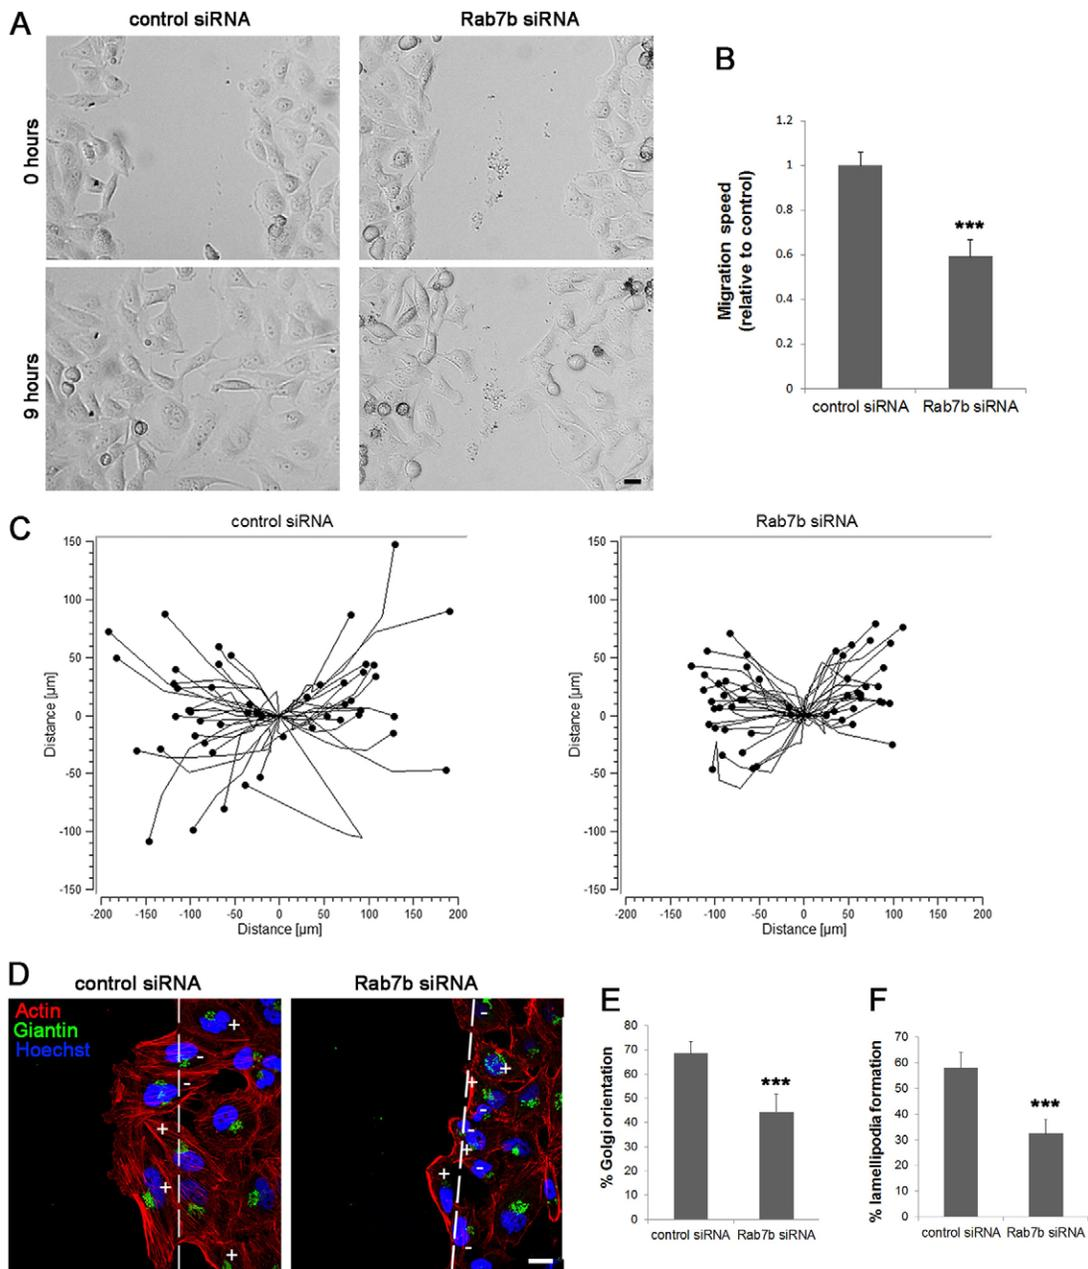 A
control siRNA
Rab7b siRNA
0 hours
9 hours
B
Migration speed
(relative to control)
1.2
1
0.8
0.6
0.4
0.2
0
***
control siRNA
Rab7b siRNA
C
control siRNA
Distance [µm]
150
100
50
0
-50
-100
-150
-200
-150
-100
-50
0
50
100
150
200
Distance [µm]
Rab7b siRNA
Distance [µm]
150
100
50
0
-50
-100
-150
-200
-150
-100
-50
0
50
100
150
200
Distance [µm]
D
control siRNA
Rab7b siRNA
Actin
Giantin
Hoechst
+
-
-
+
+
+
-
+
+
-
-
+
-
+
-
E
% Golgi orientation
80
70
60
50
40
30
20
10
0
***
control siRNA
Rab7b siRNA
F
% lamellipodia formation
70
60
50
40
30
20
10
0
***
control siRNA
Rab7b siRNA